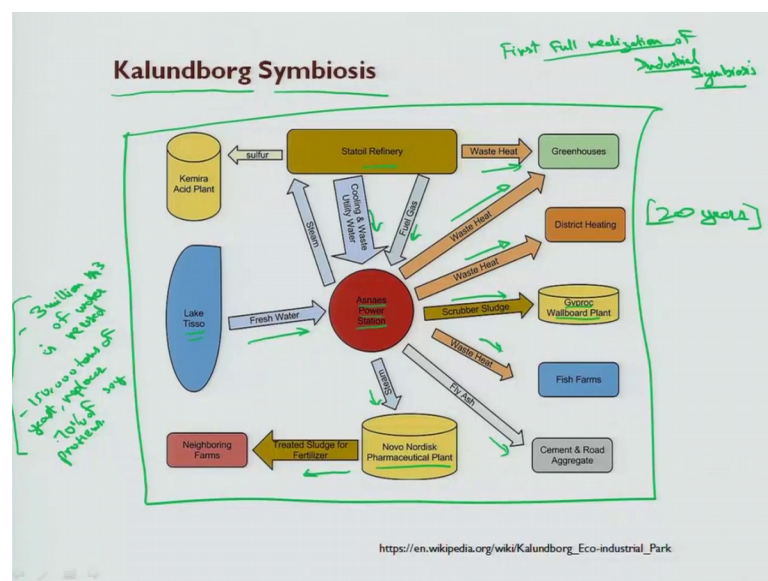 First Full realization of
Industrial
Symbiosis
Kalundborg Symbiosis
Statoil Refinery
sulfur
Kemira
Acid Plant
Waste Heat
Greenhouses
Steam
Cooling & Waste
Utility Water
Fuel Gas
Waste Heat
District Heating
[20 years]
Waste Heat
Lake
Tisso
Fresh Water
Asnaes
Power
Station
Scrubber Sludge
Gyproc
Wallboard Plant
- 3 million m3
of water
is reused
- 150,000 tons of
yeast, replaces
70% of soy
proteins
Waste Heat
Fish Farms
Steam
Fly Ash
Neighboring
Farms
Treated Sludge for
Fertilizer
Novo Nordisk
Pharmaceutical Plant
Cement & Road
Aggregate
https://en.wikipedia.org/wiki/Kalundborg_Eco-industrial_Park